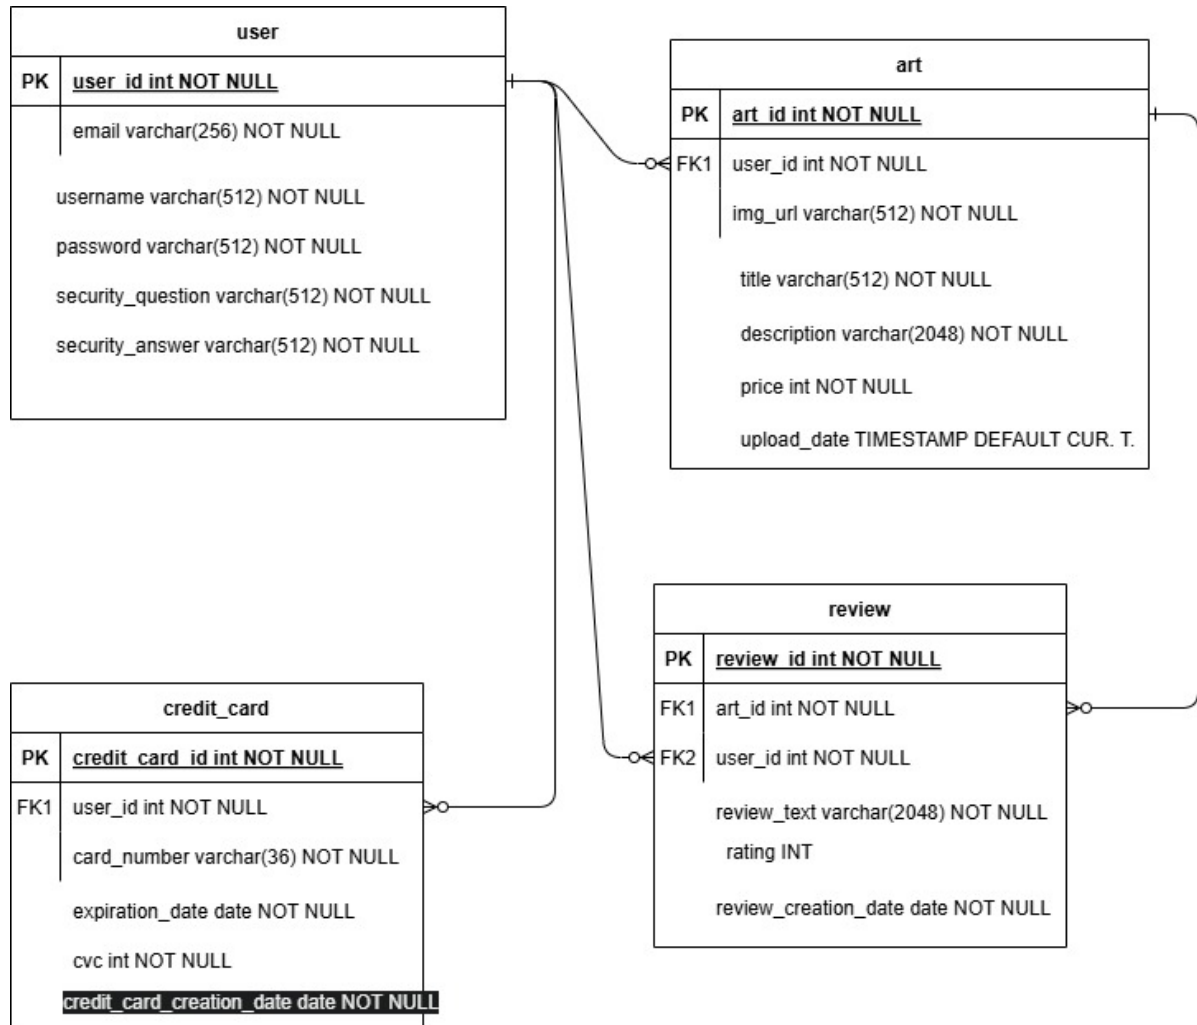 user
PK user_id int NOT NULL
email varchar(256) NOT NULL
username varchar(512) NOT NULL
password varchar(512) NOT NULL
security_question varchar(512) NOT NULL
security_answer varchar(512) NOT NULL
art
PK art_id int NOT NULL
FK1 user_id int NOT NULL
img_url varchar(512) NOT NULL
title varchar(512) NOT NULL
description varchar(2048) NOT NULL
price int NOT NULL
upload_date TIMESTAMP DEFAULT CUR. T.
review
PK review_id int NOT NULL
FK1 art_id int NOT NULL
FK2 user_id int NOT NULL
review_text varchar(2048) NOT NULL
rating INT
review_creation_date date NOT NULL
credit_card
PK credit_card_id int NOT NULL
FK1 user_id int NOT NULL
card_number varchar(36) NOT NULL
expiration_date date NOT NULL
cvc int NOT NULL
credit_card_creation_date date NOT NULL